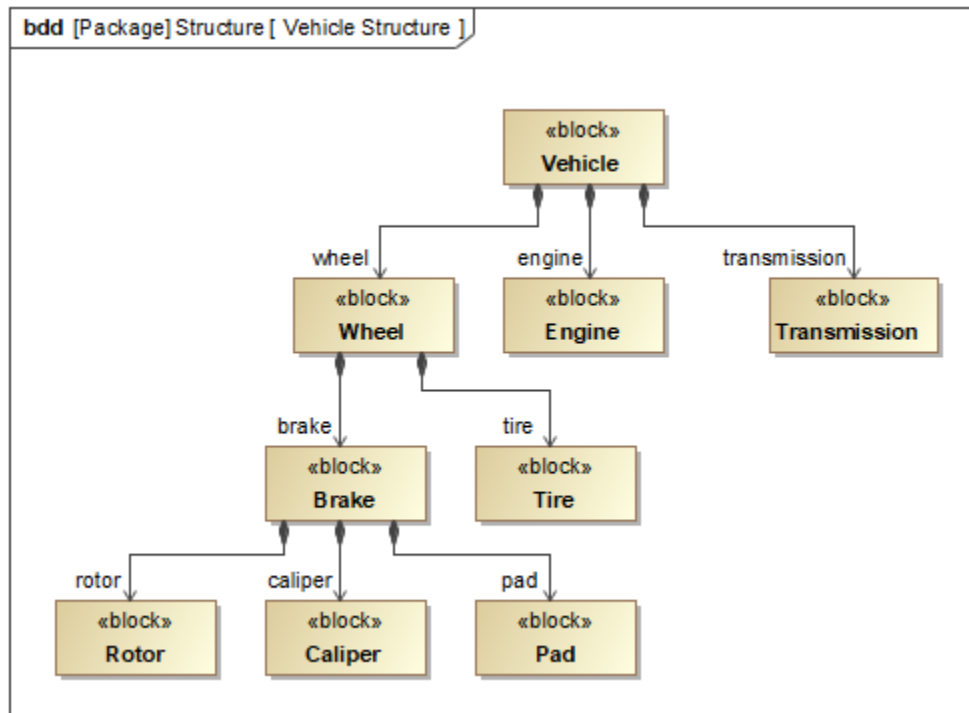 bdd [Package] Structure [ Vehicle Structure ]
«block»
Vehicle
wheel
engine
transmission
«block»
Wheel
«block»
Engine
«block»
Transmission
brake
tire
«block»
Brake
«block»
Tire
rotor
caliper
pad
«block»
Rotor
«block»
Caliper
«block»
Pad